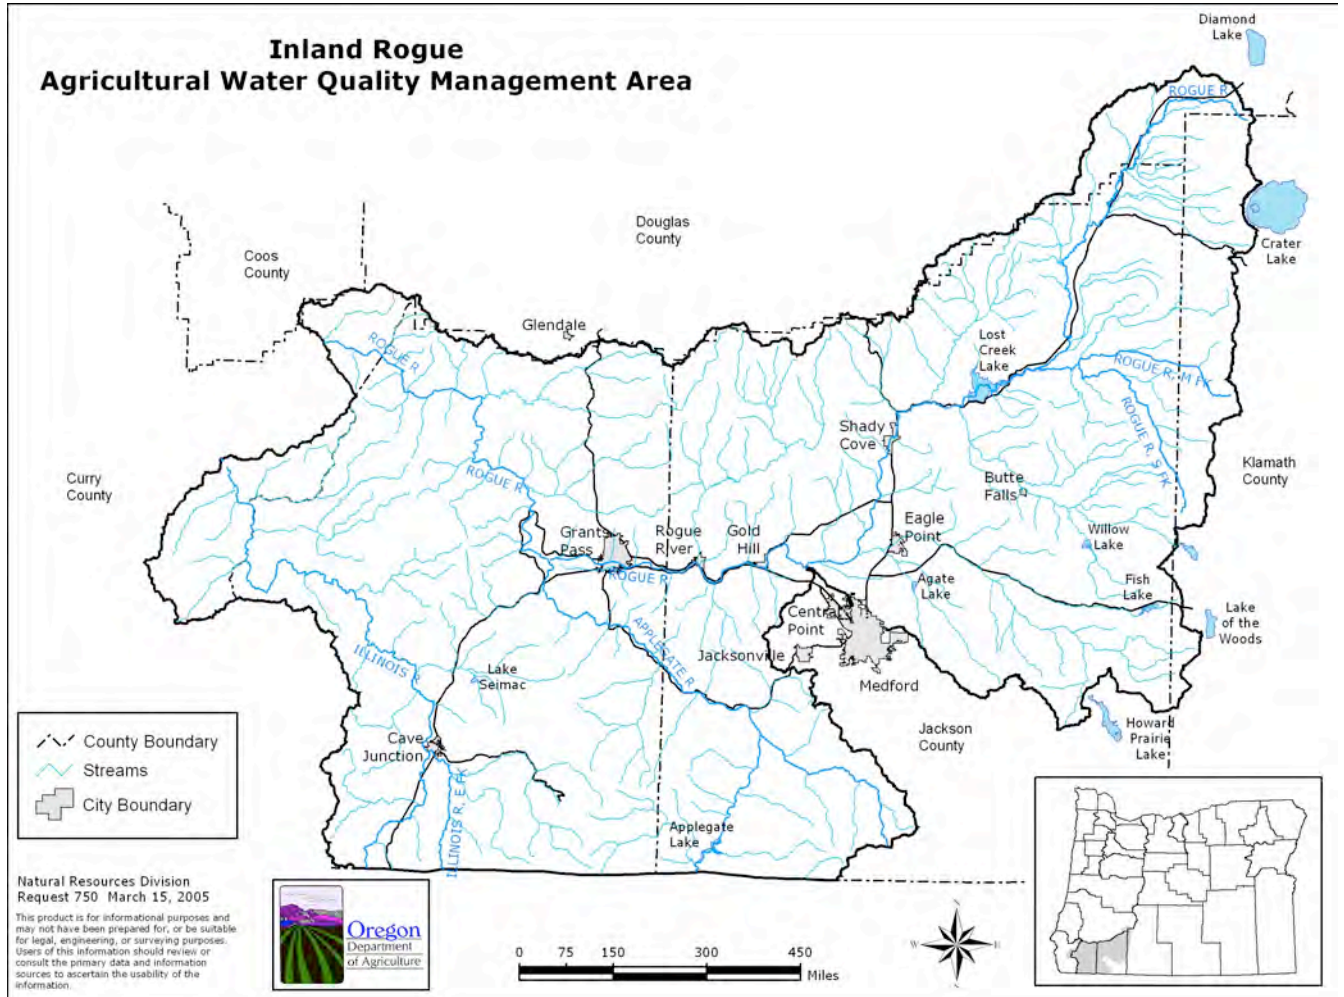 Inland Rogue
Agricultural Water Quality Management Area
Diamond
Lake
ROGUE R
Crater
Lake
Douglas
County
Coos
County
Glendale
ROGUE R
Lost
Creek
Lake
ROGUE R, M FK
ROGUE R, S FK
Shady
Cove
Curry
County
Klamath
County
ROGUE R
Butte
Falls
Grants
Pass
Rogue
River
Gold
Hill
Eagle
Point
Willow
Lake
ROGUE R
Agate
Lake
Fish
Lake
Central
Point
Lake
of the
Woods
APPLEGATE R
ILLINOIS R
Jacksonville
Lake
Seimac
Medford
Cave
Junction
Jackson
County
Howard
Prairie
Lake
ILLINOIS R, E FK
Applegate
Lake
County Boundary
Streams
City Boundary
Natural Resources Division
Request 750 March 15, 2005
This product is for informational purposes and
may not have been prepared for, or be suitable
for legal, engineering, or surveying purposes.
Users of this information should review or
consult the primary data and information
sources to ascertain the usability of the
information.
Oregon
Department
of Agriculture
0 75 150 300 450
Miles
N
W E
S